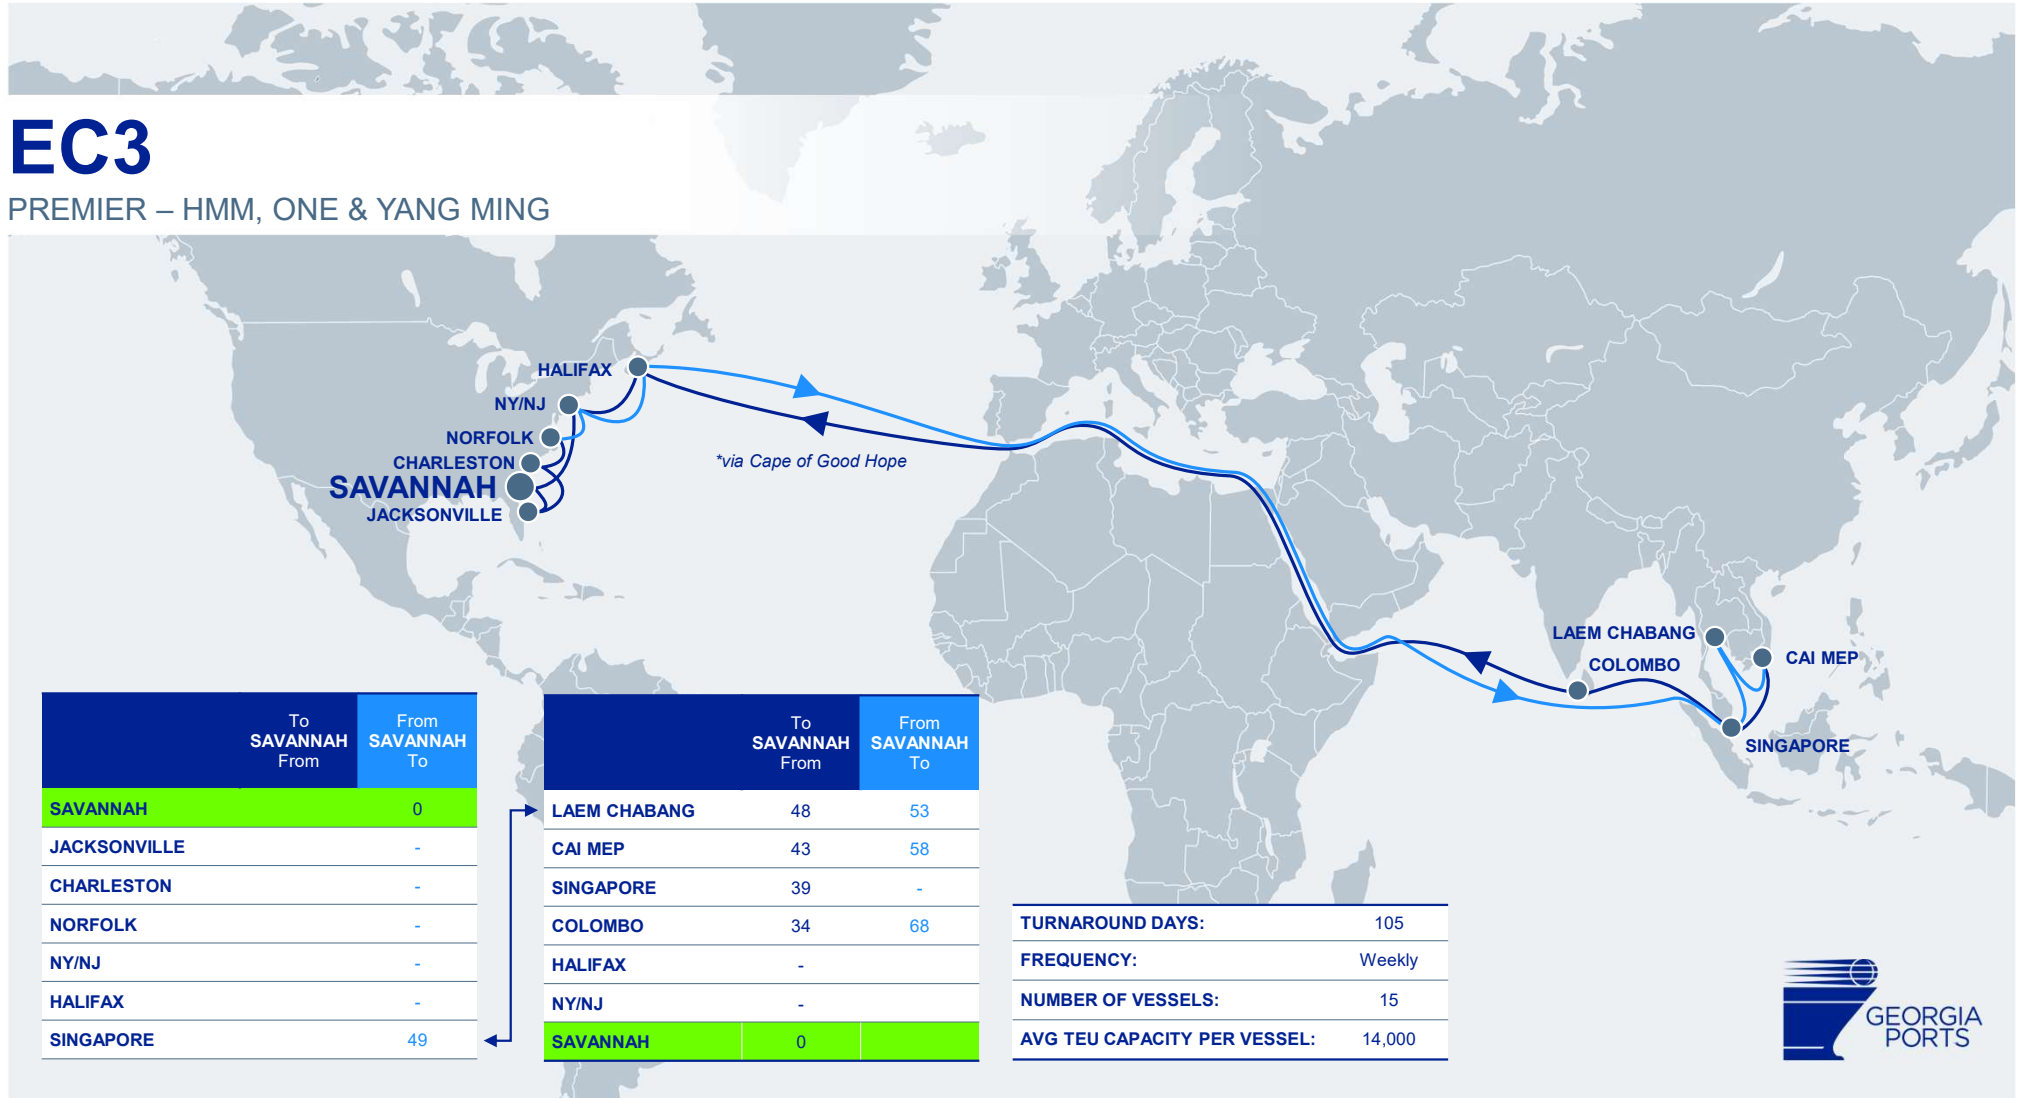 EC3
PREMIER – HMM, ONE & YANG MING
HALIFAX
NY/NJ
NORFOLK
CHARLESTON
SAVANNAH
JACKSONVILLE
*via Cape of Good Hope
LAEM CHABANG
COLOMBO
CAI MEP
SINGAPORE
To SAVANNAH From
From SAVANNAH To
SAVANNAH 0
JACKSONVILLE -
CHARLESTON -
NORFOLK -
NY/NJ -
HALIFAX -
SINGAPORE 49
To SAVANNAH From
From SAVANNAH To
LAEM CHABANG 48 53
CAI MEP 43 58
SINGAPORE 39 -
COLOMBO 34 68
HALIFAX -
NY/NJ -
SAVANNAH 0
TURNAROUND DAYS: 105
FREQUENCY: Weekly
NUMBER OF VESSELS: 15
AVG TEU CAPACITY PER VESSEL: 14,000
GEORGIA
PORTS